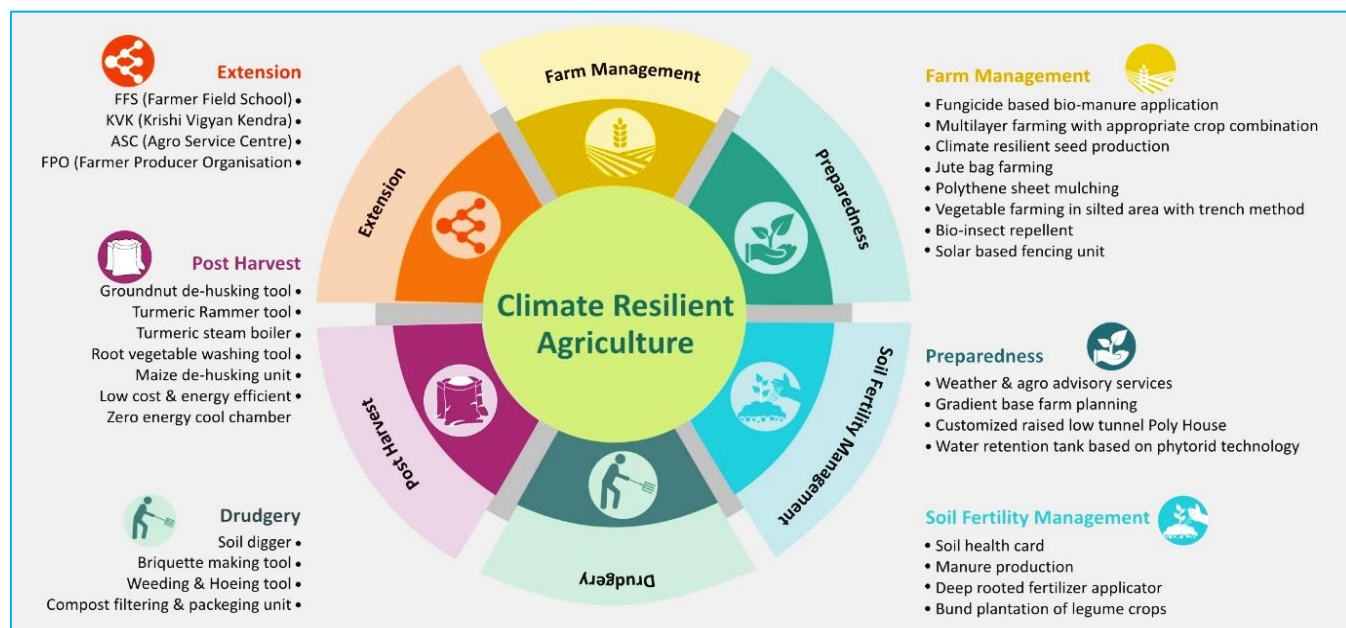 Extension
FFS (Farmer Field School) •
KVK (Krishi Vigyan Kendra) •
ASC (Agro Service Centre) •
FPO (Farmer Producer Organisation •
Post Harvest
Groundnut de-husking tool •
Turmeric Rammer tool •
Turmeric steam boiler •
Root vegetable washing tool •
Maize de-husking unit •
Low cost & energy efficient •
Zero energy cool chamber
Drudgery
Soil digger •
Briquette making tool •
Weeding & Hoeing tool •
Compost filtering & packeging unit •
Farm Management
Preparedness
Soil Fertility Management
Drudgery
Post Harvest
Extension
Climate Resilient
Agriculture
Farm Management
• Fungicide based bio-manure application
• Multilayer farming with appropriate crop combination
• Climate resilient seed production
• Jute bag farming
• Polythene sheet mulching
• Vegetable farming in silted area with trench method
• Bio-insect repellent
• Solar based fencing unit
Preparedness
• Weather & agro advisory services
• Gradient base farm planning
• Customized raised low tunnel Poly House
• Water retention tank based on phytorid technology
Soil Fertility Management
• Soil health card
• Manure production
• Deep rooted fertilizer applicator
• Bund plantation of legume crops